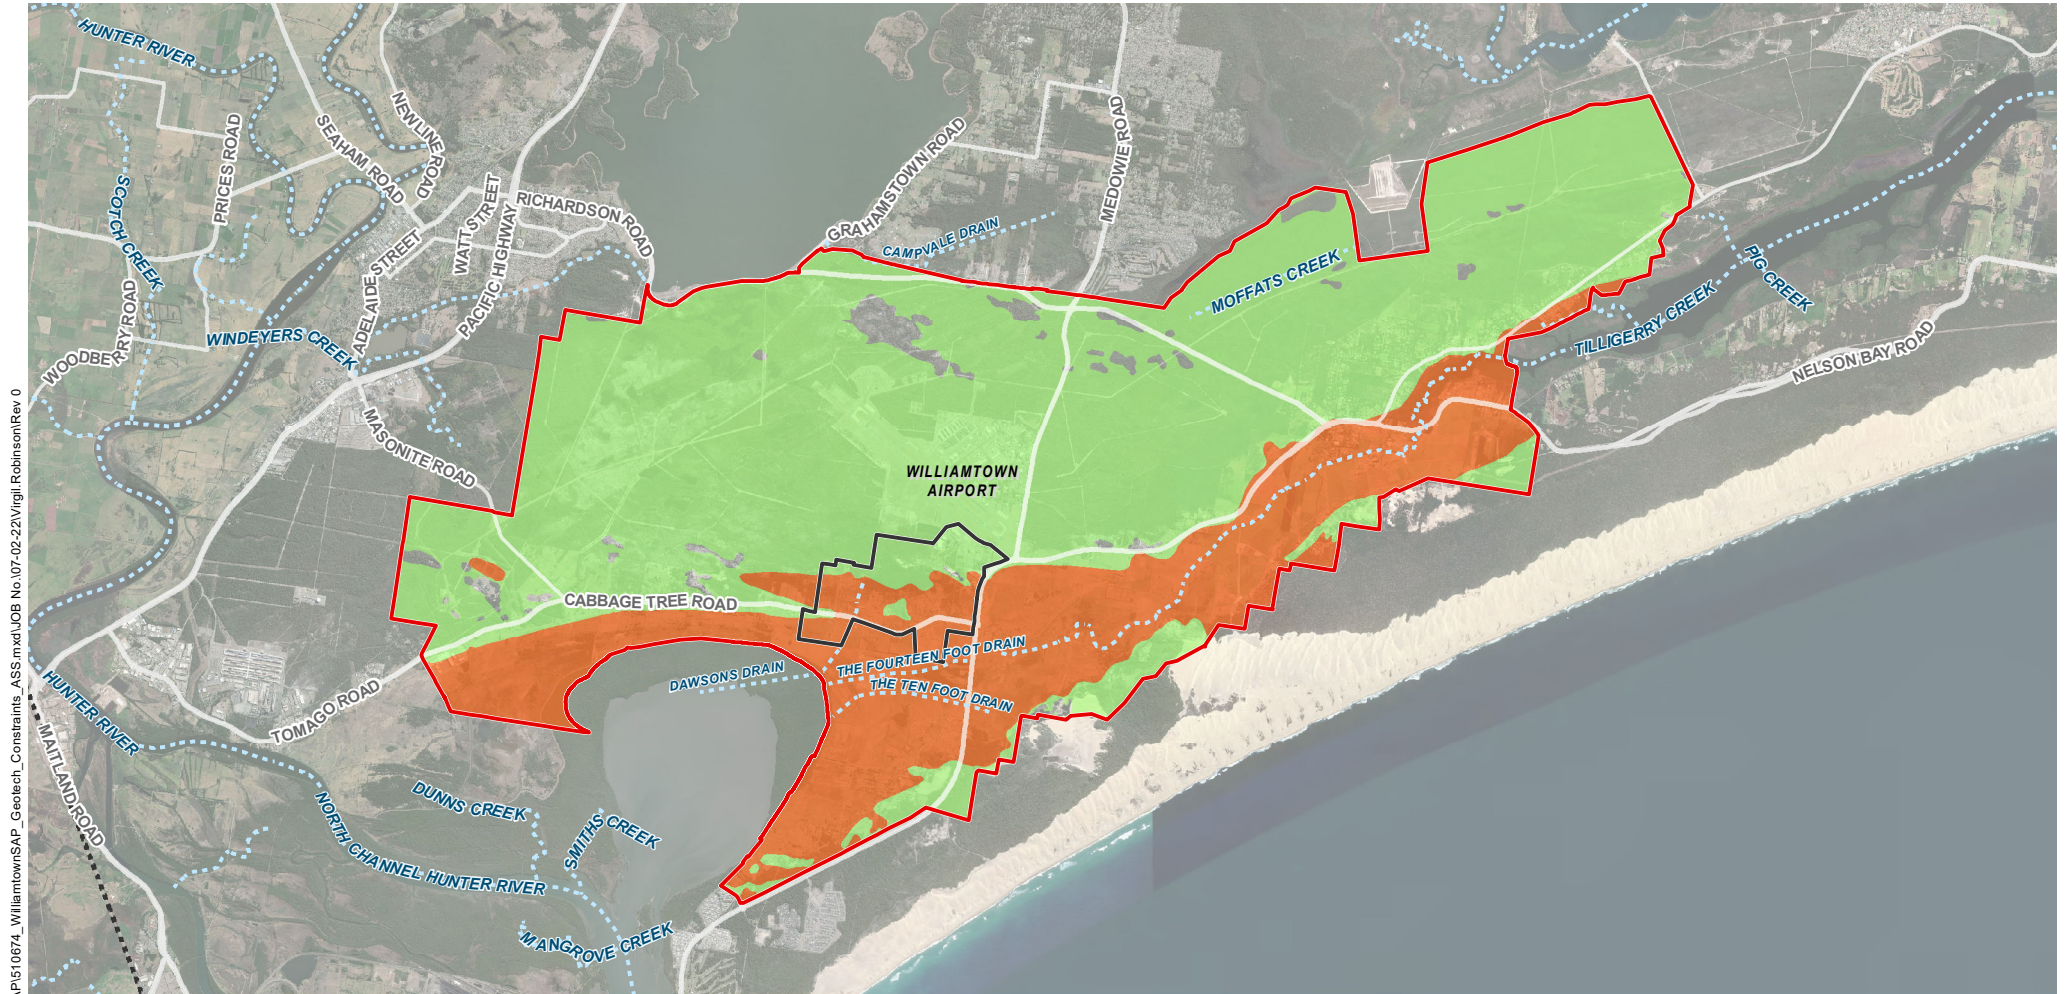 HUNTER RIVER
SCOTCH CREEK
PRICES ROAD
SEAHAM ROAD
NEWLINE ROAD
WATT STREET
RICHARDSON ROAD
ADELAIDE STREET
PACIFIC HIGHWAY
WOODBERRY ROAD
WINDEYERS CREEK
MASONITE ROAD
GRAHAMSTOWN ROAD
CAMPVALE DRAIN
MEDOWIE ROAD
MOFFATS CREEK
PIG CREEK
TILLIGERRY CREEK
NELSON BAY ROAD
WILLIAMTOWN
AIRPORT
CABBAGE TREE ROAD
THE FOURTEEN FOOT DRAIN
DAWSONS DRAIN
THE TEN FOOT DRAIN
TOMAGO ROAD
HUNTER RIVER
MAITLAND ROAD
NORTH CHANNEL HUNTER RIVER
DUNNS CREEK
SMITHS CREEK
MANGROVE CREEK
P\510674_WilliamtownSAP_Geotech_Constraints_ASS.mxd\JOB No.\07-02-22\Virgil.Robinson\Rev 0